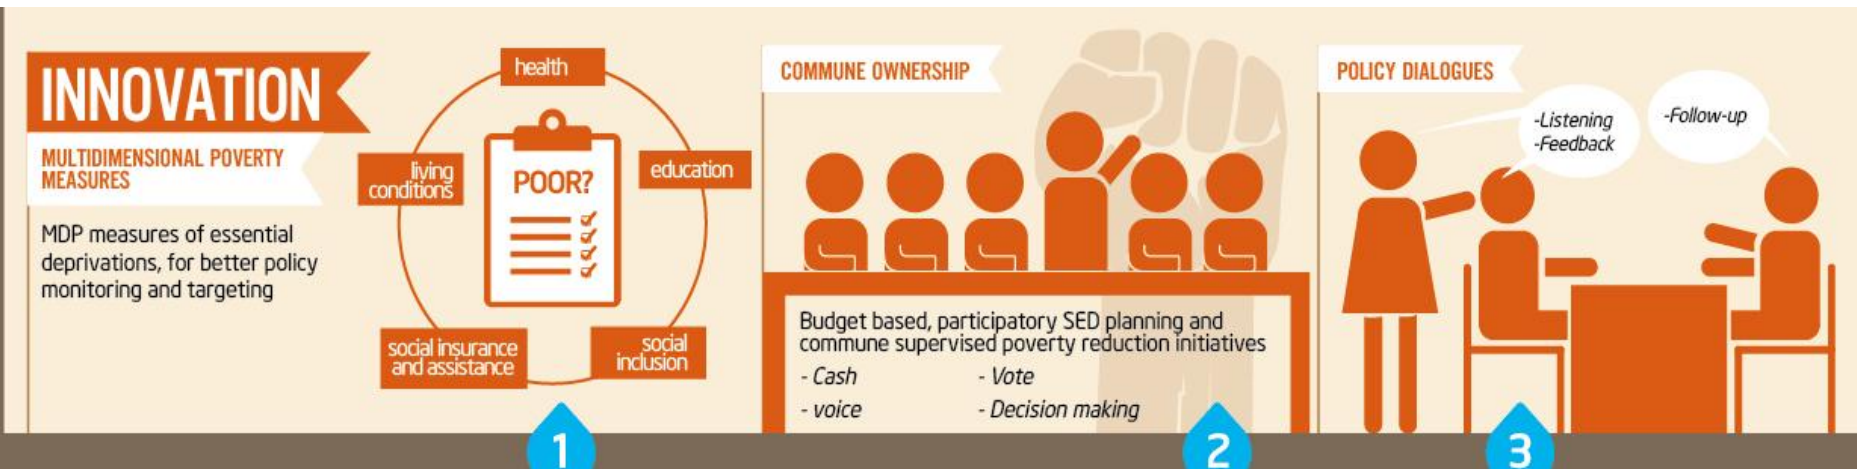 INNOVATION
MULTIDIMENSIONAL POVERTY
MEASURES
MDP measures of essential
deprivations, for better policy
monitoring and targeting
health
living
conditions
education
POOR?
social insurance
and assistance
social
inclusion
1
COMMUNE OWNERSHIP
Budget based, participatory SED planning and
commune supervised poverty reduction initiatives
- Cash
- Vote
- voice
- Decision making
2
POLICY DIALOGUES
-Listening
-Feedback
-Follow-up
3